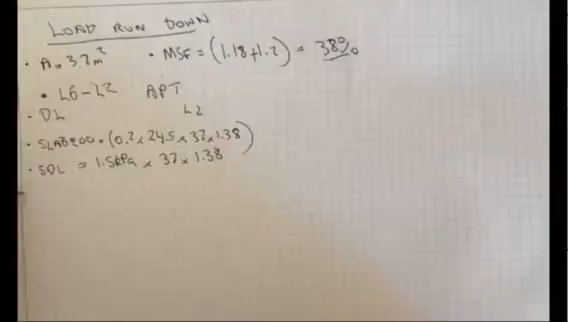 LOAD RUN DOWN
• A = 37m² • MSF = (1.18+1.2) = 38%
• L6-L2 APT
- DL L2
• SLAB200 = (0.2 x 24.5 x 37 x 1.38)
• SDL = 1.5kPa x 37 x 1.38